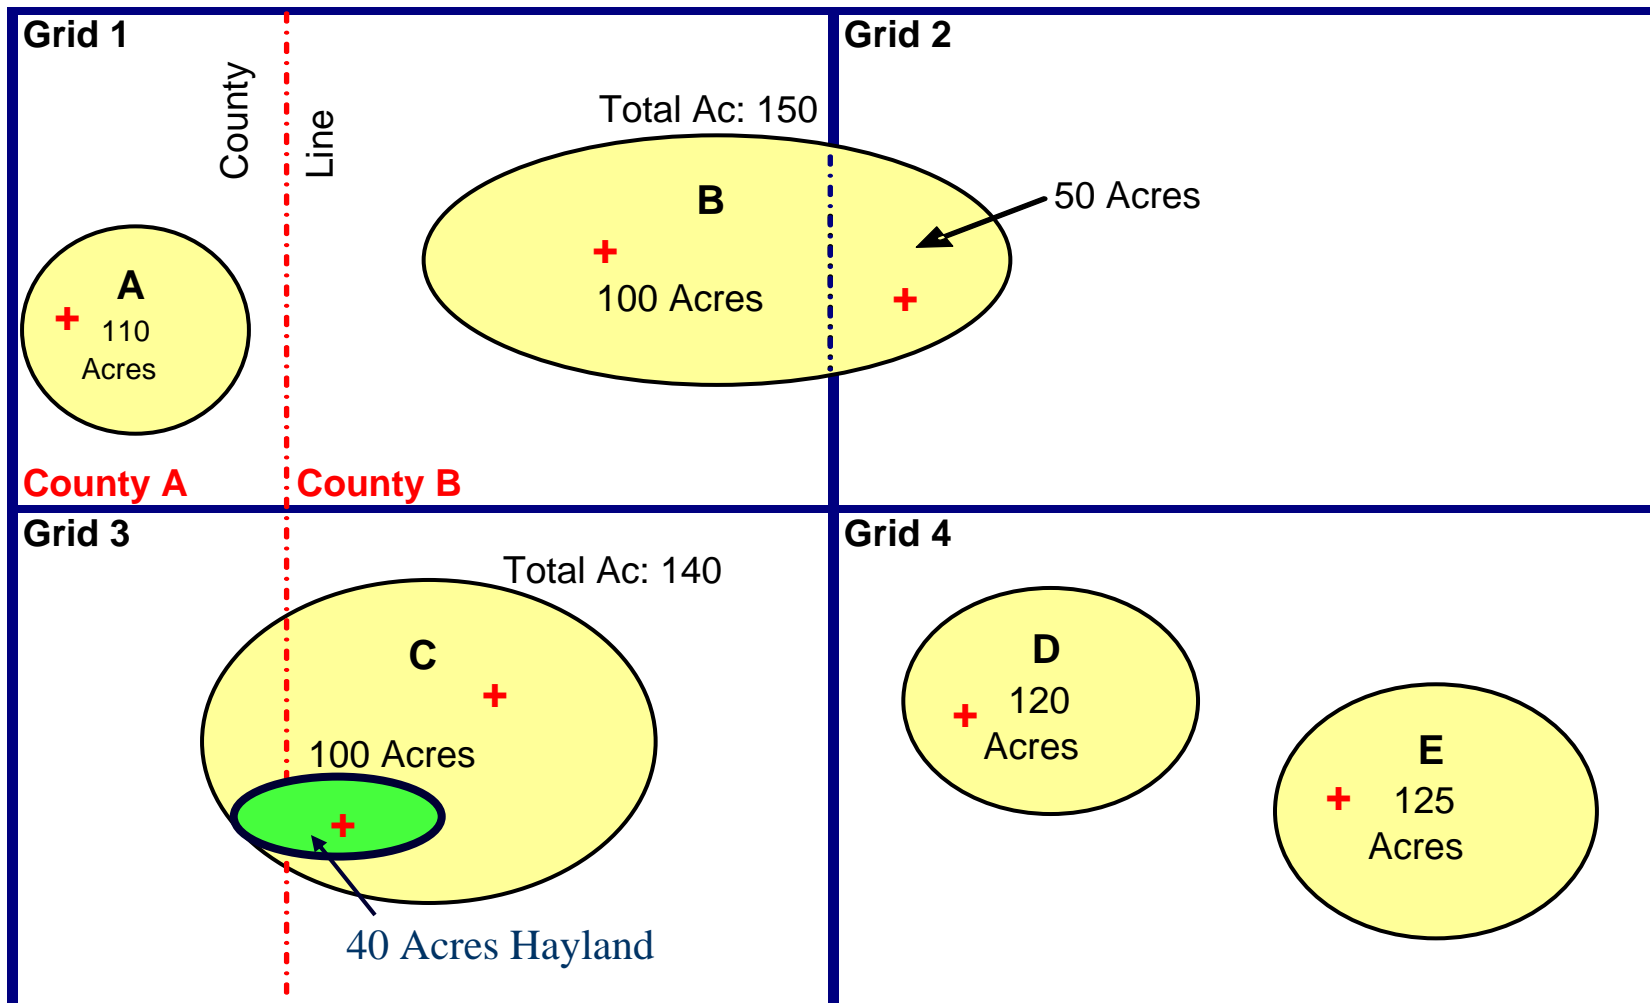 Grid 1
Grid 2
County
Line
Total Ac: 150
B
50 Acres
100 Acres
A
110
Acres
County A
County B
Grid 3
Grid 4
Total Ac: 140
C
100 Acres
40 Acres Hayland
D
120
Acres
E
125
Acres